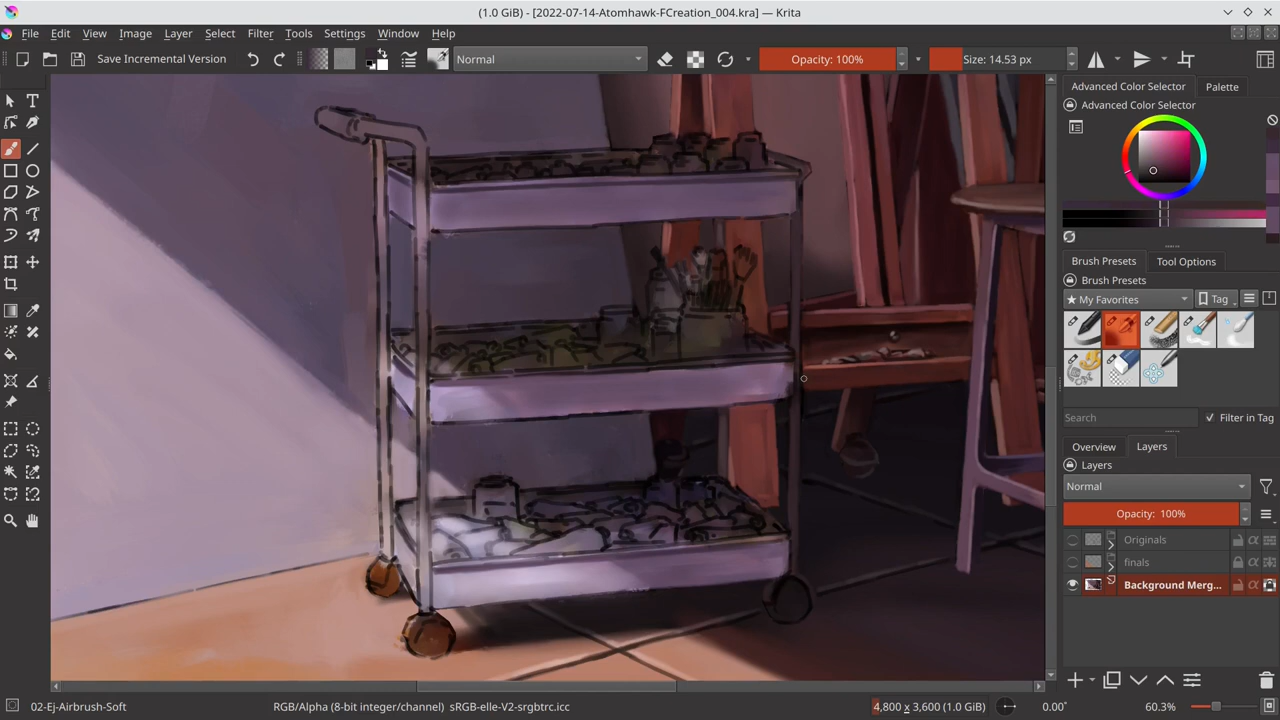 (1.0 GiB) - [2022-07-14-Atomhawk-FCreation_004.kra] — Krita
File Edit View Image Layer Select Filter Tools Settings Window Help
Save Incremental Version Normal Opacity: 100% Size: 14.53 px
Advanced Color Selector Palette
Advanced Color Selector
Brush Presets Tool Options
Brush Presets
★ My Favorites Tag
Search Filter in Tag
Overview Layers
Layers
Normal
Opacity: 100%
Originals
finals
Background Merg...
02-Ej-Airbrush-Soft RGB/Alpha (8-bit integer/channel) sRGB-elle-V2-srgbtrc.icc 4,800 x 3,600 (1.0 GiB) 0.00° 60.3%